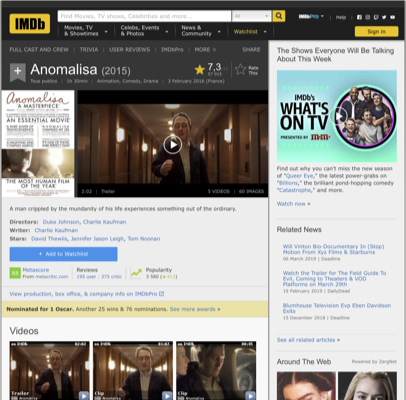 IMDb
Find Movies, TV shows, Celebrities and more...
All
Movies, TV & Showtimes
Celebs, Events & Photos
News & Community
Watchlist
IMDbPro
Help
Sign in
FULL CAST AND CREW | TRIVIA | USER REVIEWS | IMDbPro | MORE
SHARE
Anomalisa (2015)
7,3
Rate This
Tous publics | 1h 30min | Animation, Comedy, Drama | 3 February 2016 (France)
Anomalisa
A MASTERPIECE
AN ESSENTIAL MOVIE
THE MOST HUMAN FILM OF THE YEAR
2:02 | Trailer
5 VIDEOS | 60 IMAGES
A man crippled by the mundanity of his life experiences something out of the ordinary.
Directors: Duke Johnson, Charlie Kaufman
Writer: Charlie Kaufman
Stars: David Thewlis, Jennifer Jason Leigh, Tom Noonan
+ Add to Watchlist
Metascore
From metacritic.com
Reviews
Popularity
View production, box office, & company info on IMDbPro
Nominated for 1 Oscar. Another 25 wins & 76 nominations. See more awards »
Videos
Trailer
Clip
Clip
The Shows Everyone Will Be Talking About This Week
IMDb's
WHAT'S ON TV
PRESENTED BY
Find out why you can't miss the new season of "Queer Eye," the latest power-grabs on "Billions," the brilliant pond-hopping comedy "Catastrophe," and more.
Watch now »
Related News
Will Vinton Bio-Documentary In (Stop) Motion From Xyz Films & Starburns
06 March 2019 | Deadline
Watch the Trailer for The Field Guide To Evil, Coming to Theaters & VOD Platforms on March 29th
19 February 2019 | DailyDead
Blumhouse Television Evp Eben Davidson Exits
15 December 2018 | Deadline
See all related articles »
Around The Web
Powered by ZergNet